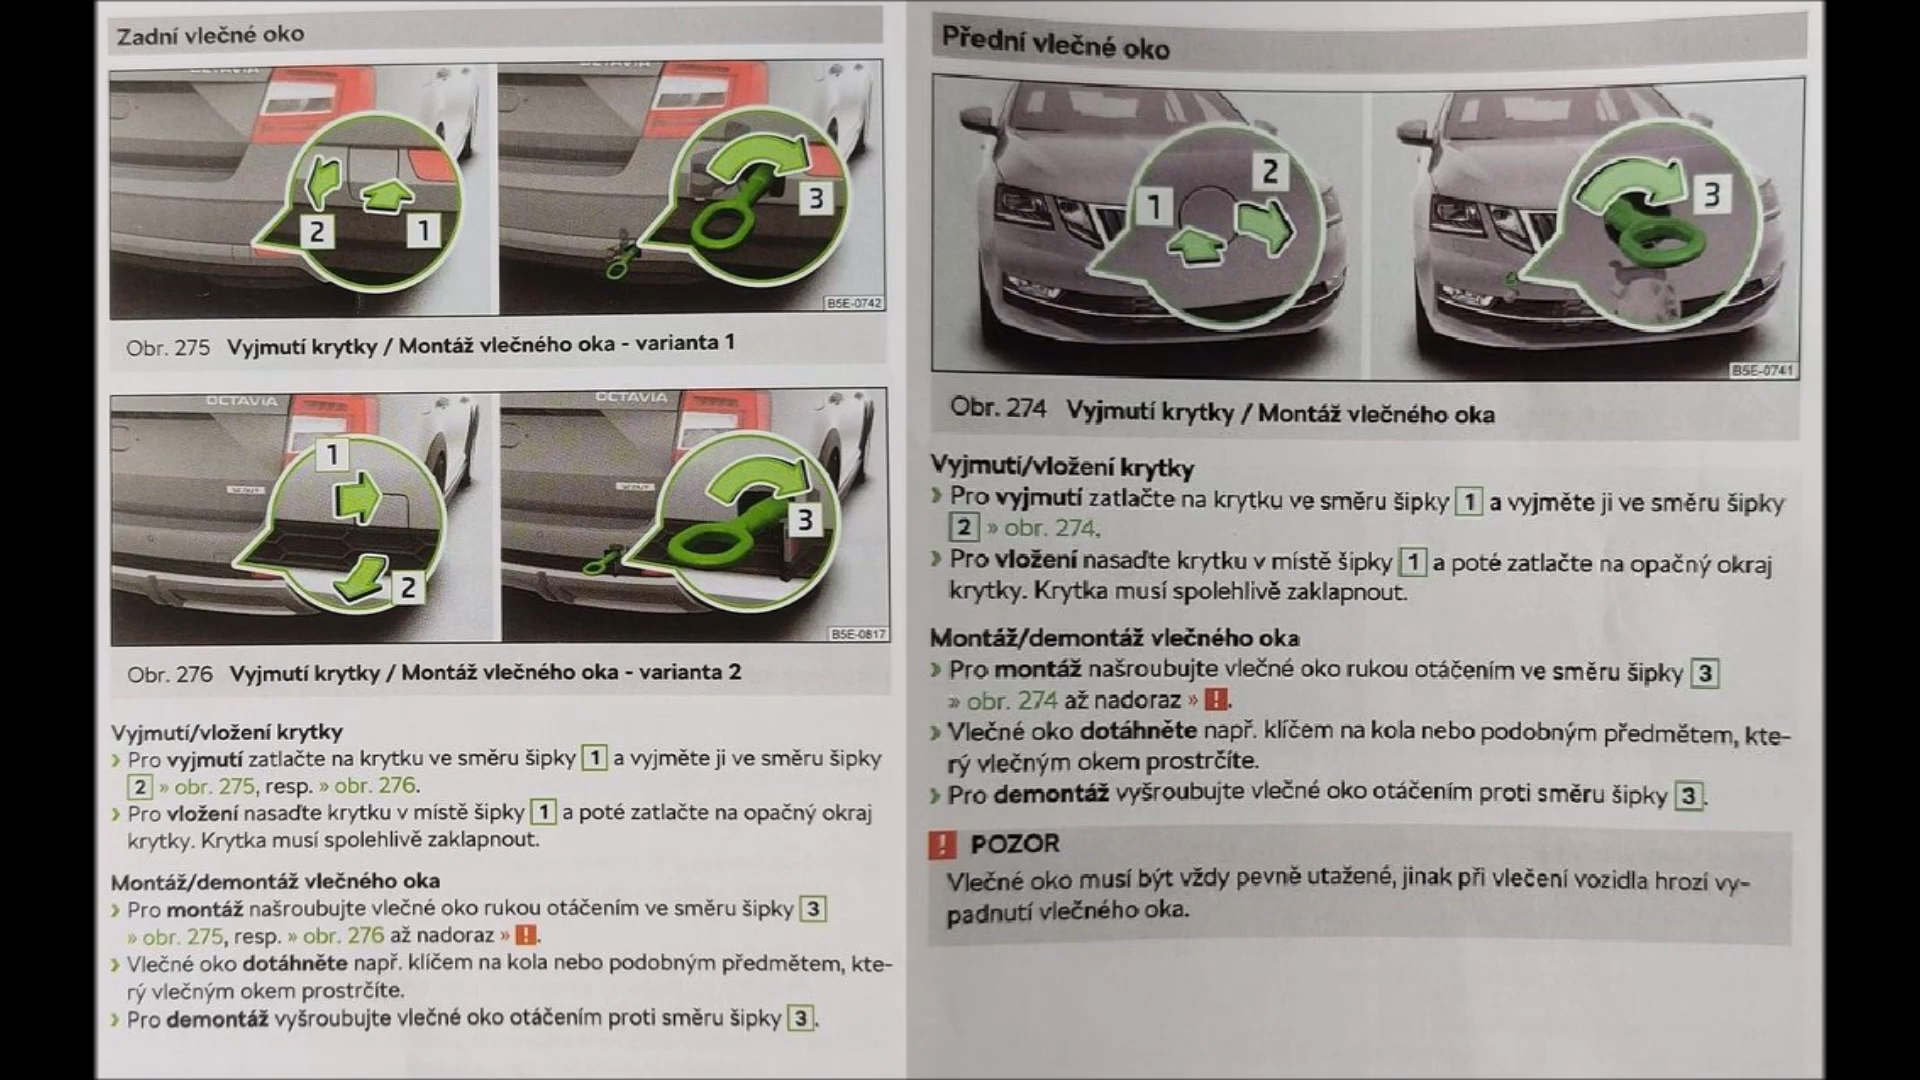 Zadní vlečné oko
OCTAVIA
OCTAVIA
2
1
3
B5E-0742
Obr. 275 Vyjmutí krytky / Montáž vlečného oka - varianta 1
OCTAVIA
OCTAVIA
1
SCOUT
SCOUT
3
2
B5E-0817
Obr. 276 Vyjmutí krytky / Montáž vlečného oka - varianta 2
Vyjmutí/vložení krytky
› Pro vyjmutí zatlačte na krytku ve směru šipky 1 a vyjměte ji ve směru šipky
2 » obr. 275, resp. » obr. 276.
› Pro vložení nasaďte krytku v místě šipky 1 a poté zatlačte na opačný okraj
krytky. Krytka musí spolehlivě zaklapnout.
Montáž/demontáž vlečného oka
› Pro montáž našroubujte vlečné oko rukou otáčením ve směru šipky 3
» obr. 275, resp. » obr. 276 až nadoraz » !.
› Vlečné oko dotáhněte např. klíčem na kola nebo podobným předmětem, kte-
rý vlečným okem prostrčíte.
› Pro demontáž vyšroubujte vlečné oko otáčením proti směru šipky 3.
Přední vlečné oko
1
2
3
B5E-0741
Obr. 274 Vyjmutí krytky / Montáž vlečného oka
Vyjmutí/vložení krytky
› Pro vyjmutí zatlačte na krytku ve směru šipky 1 a vyjměte ji ve směru šipky
2 » obr. 274.
› Pro vložení nasaďte krytku v místě šipky 1 a poté zatlačte na opačný okraj
krytky. Krytka musí spolehlivě zaklapnout.
Montáž/demontáž vlečného oka
› Pro montáž našroubujte vlečné oko rukou otáčením ve směru šipky 3
» obr. 274 až nadoraz » !.
› Vlečné oko dotáhněte např. klíčem na kola nebo podobným předmětem, kte-
rý vlečným okem prostrčíte.
› Pro demontáž vyšroubujte vlečné oko otáčením proti směru šipky 3.
! POZOR
Vlečné oko musí být vždy pevně utažené, jinak při vlečení vozidla hrozí vy-
padnutí vlečného oka.